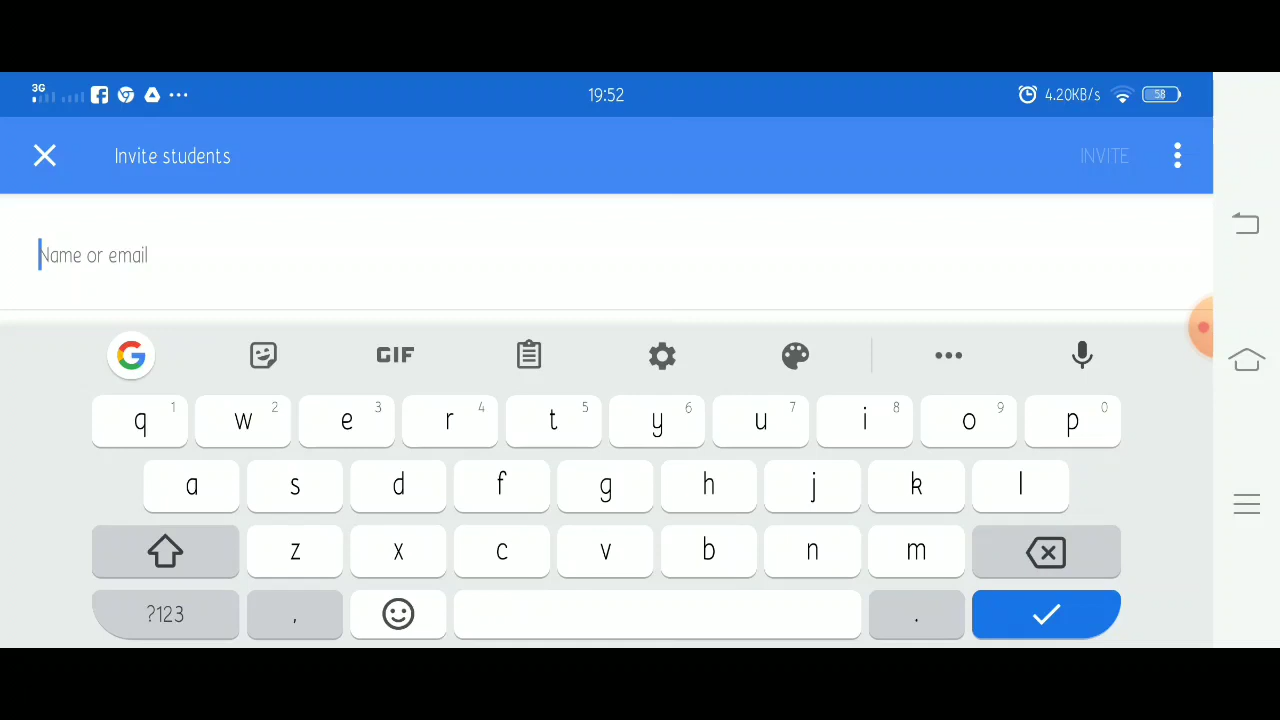 3G 19:52 4.20KB/s 58
Invite students INVITE
Name or email
G GIF
q 1 w 2 e 3 r 4 t 5 y 6 u 7 i 8 o 9 p 0
a s d f g h j k l
z x c v b n m
?123 , .